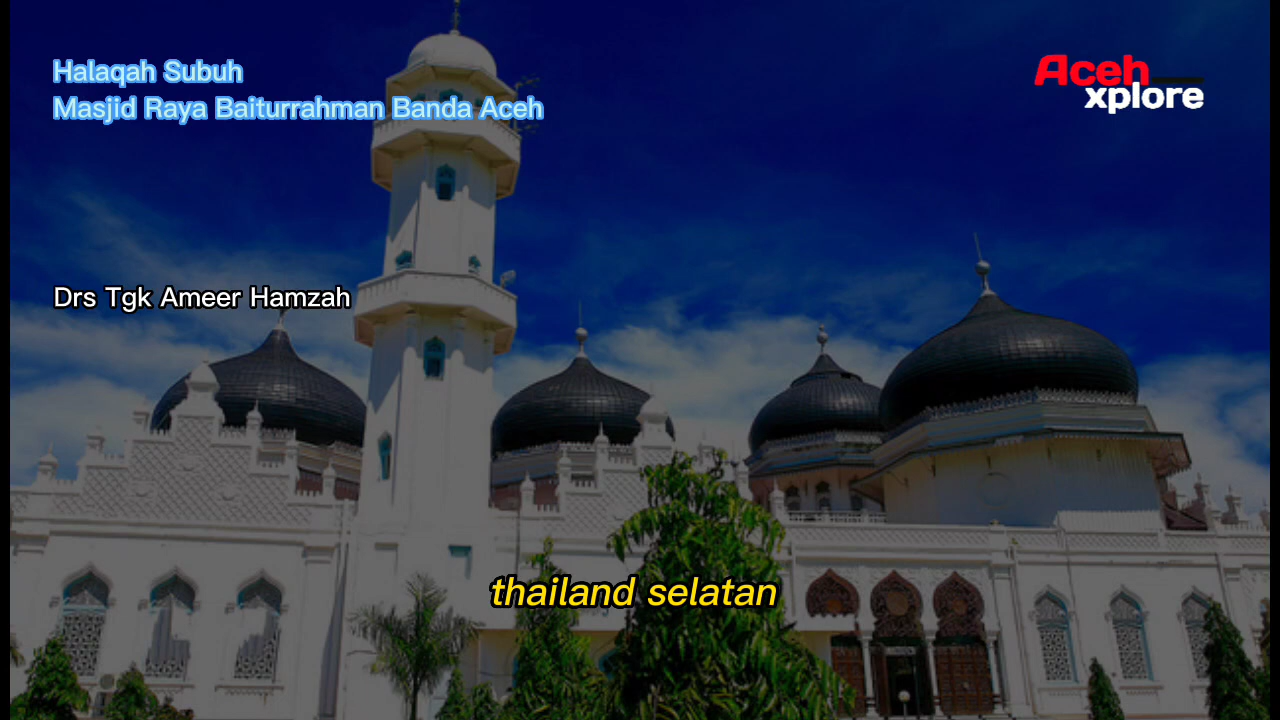 Halaqah Subuh
Masjid Raya Baiturrahman Banda Aceh
Aceh
xplore
Drs Tgk Ameer Hamzah
thailand selatan